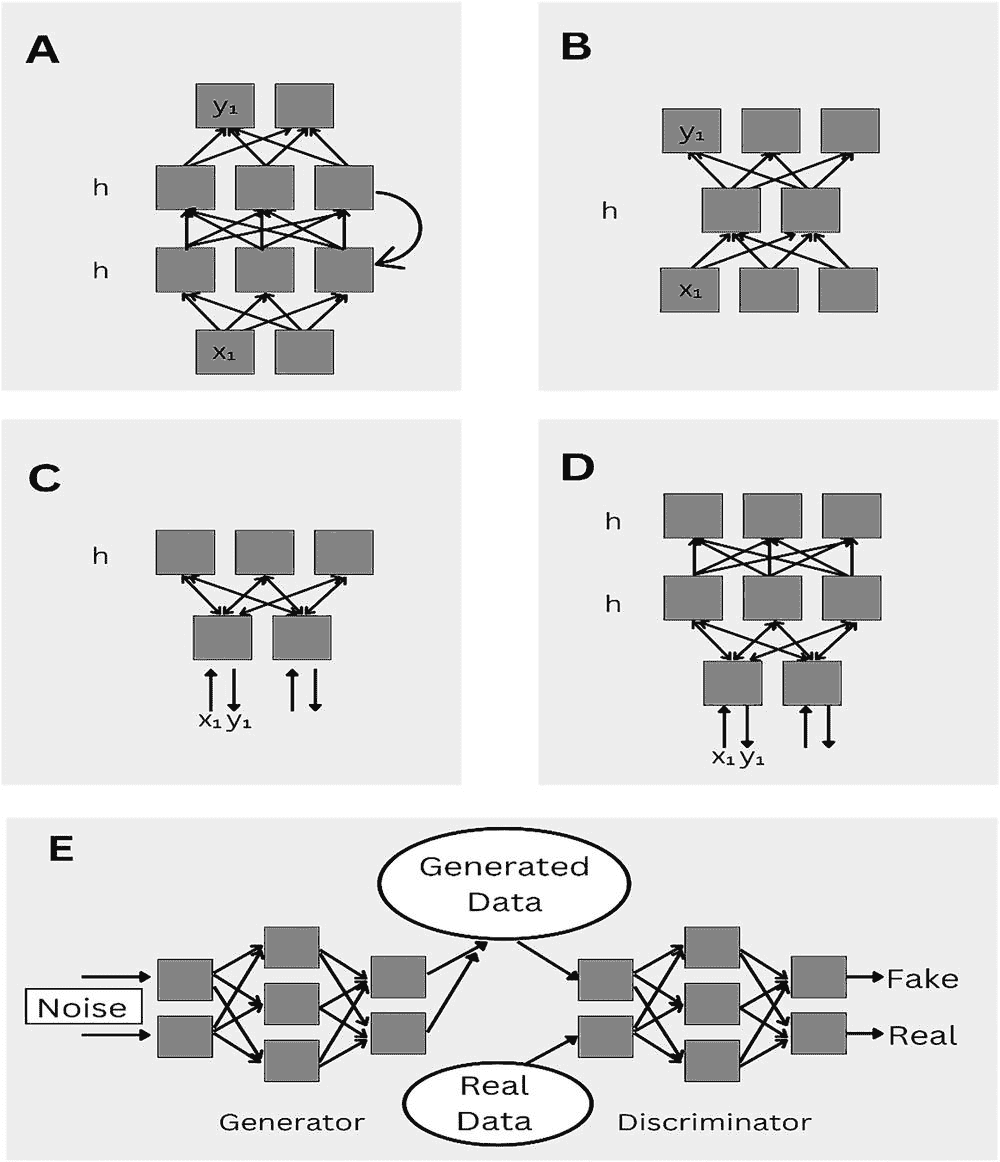 A
y₁
h
h
x₁
B
y₁
h
x₁
C
h
x₁ y₁
D
h
h
x₁ y₁
E
Generated
Data
Noise
Fake
Real
Real
Data
Generator
Discriminator